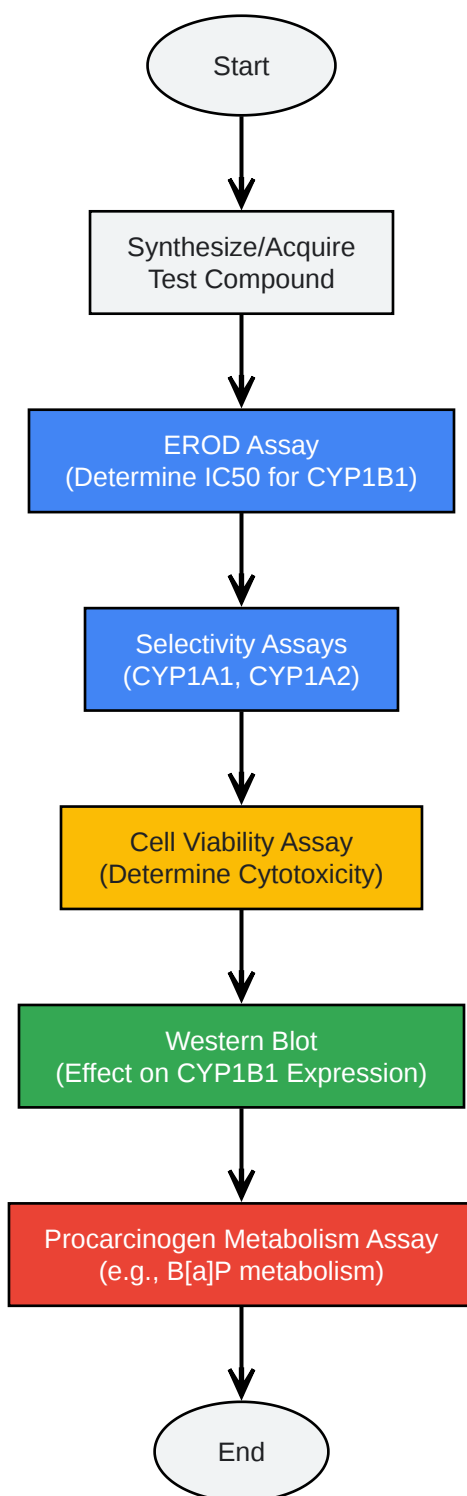 Start
Synthesize/Acquire
Test Compound
EROD Assay
(Determine IC50 for CYP1B1)
Selectivity Assays
(CYP1A1, CYP1A2)
Cell Viability Assay
(Determine Cytotoxicity)
Western Blot
(Effect on CYP1B1 Expression)
Procarcinogen Metabolism Assay
(e.g., B[a]P metabolism)
End